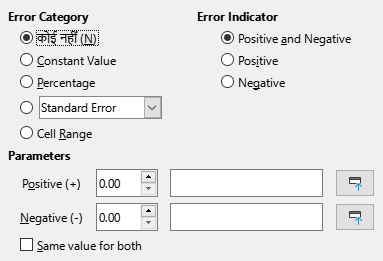 Error Category
Error Indicator
कोई नहीं (N)
Positive and Negative
Constant Value
Positive
Percentage
Negative
Standard Error
Cell Range
Parameters
Positive (+) 0.00
Negative (-) 0.00
Same value for both